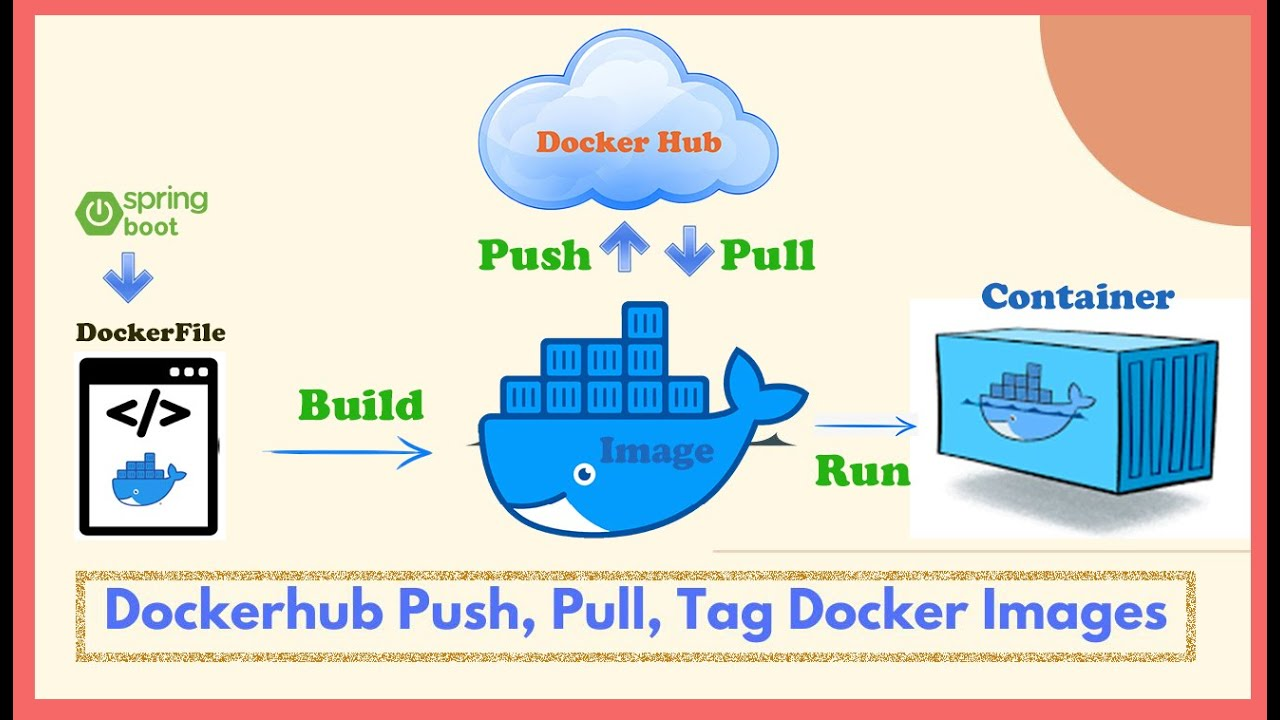 Docker Hub
spring
boot
Push
Pull
DockerFile
</>
Build
Image
Run
Container
Dockerhub Push, Pull, Tag Docker Images